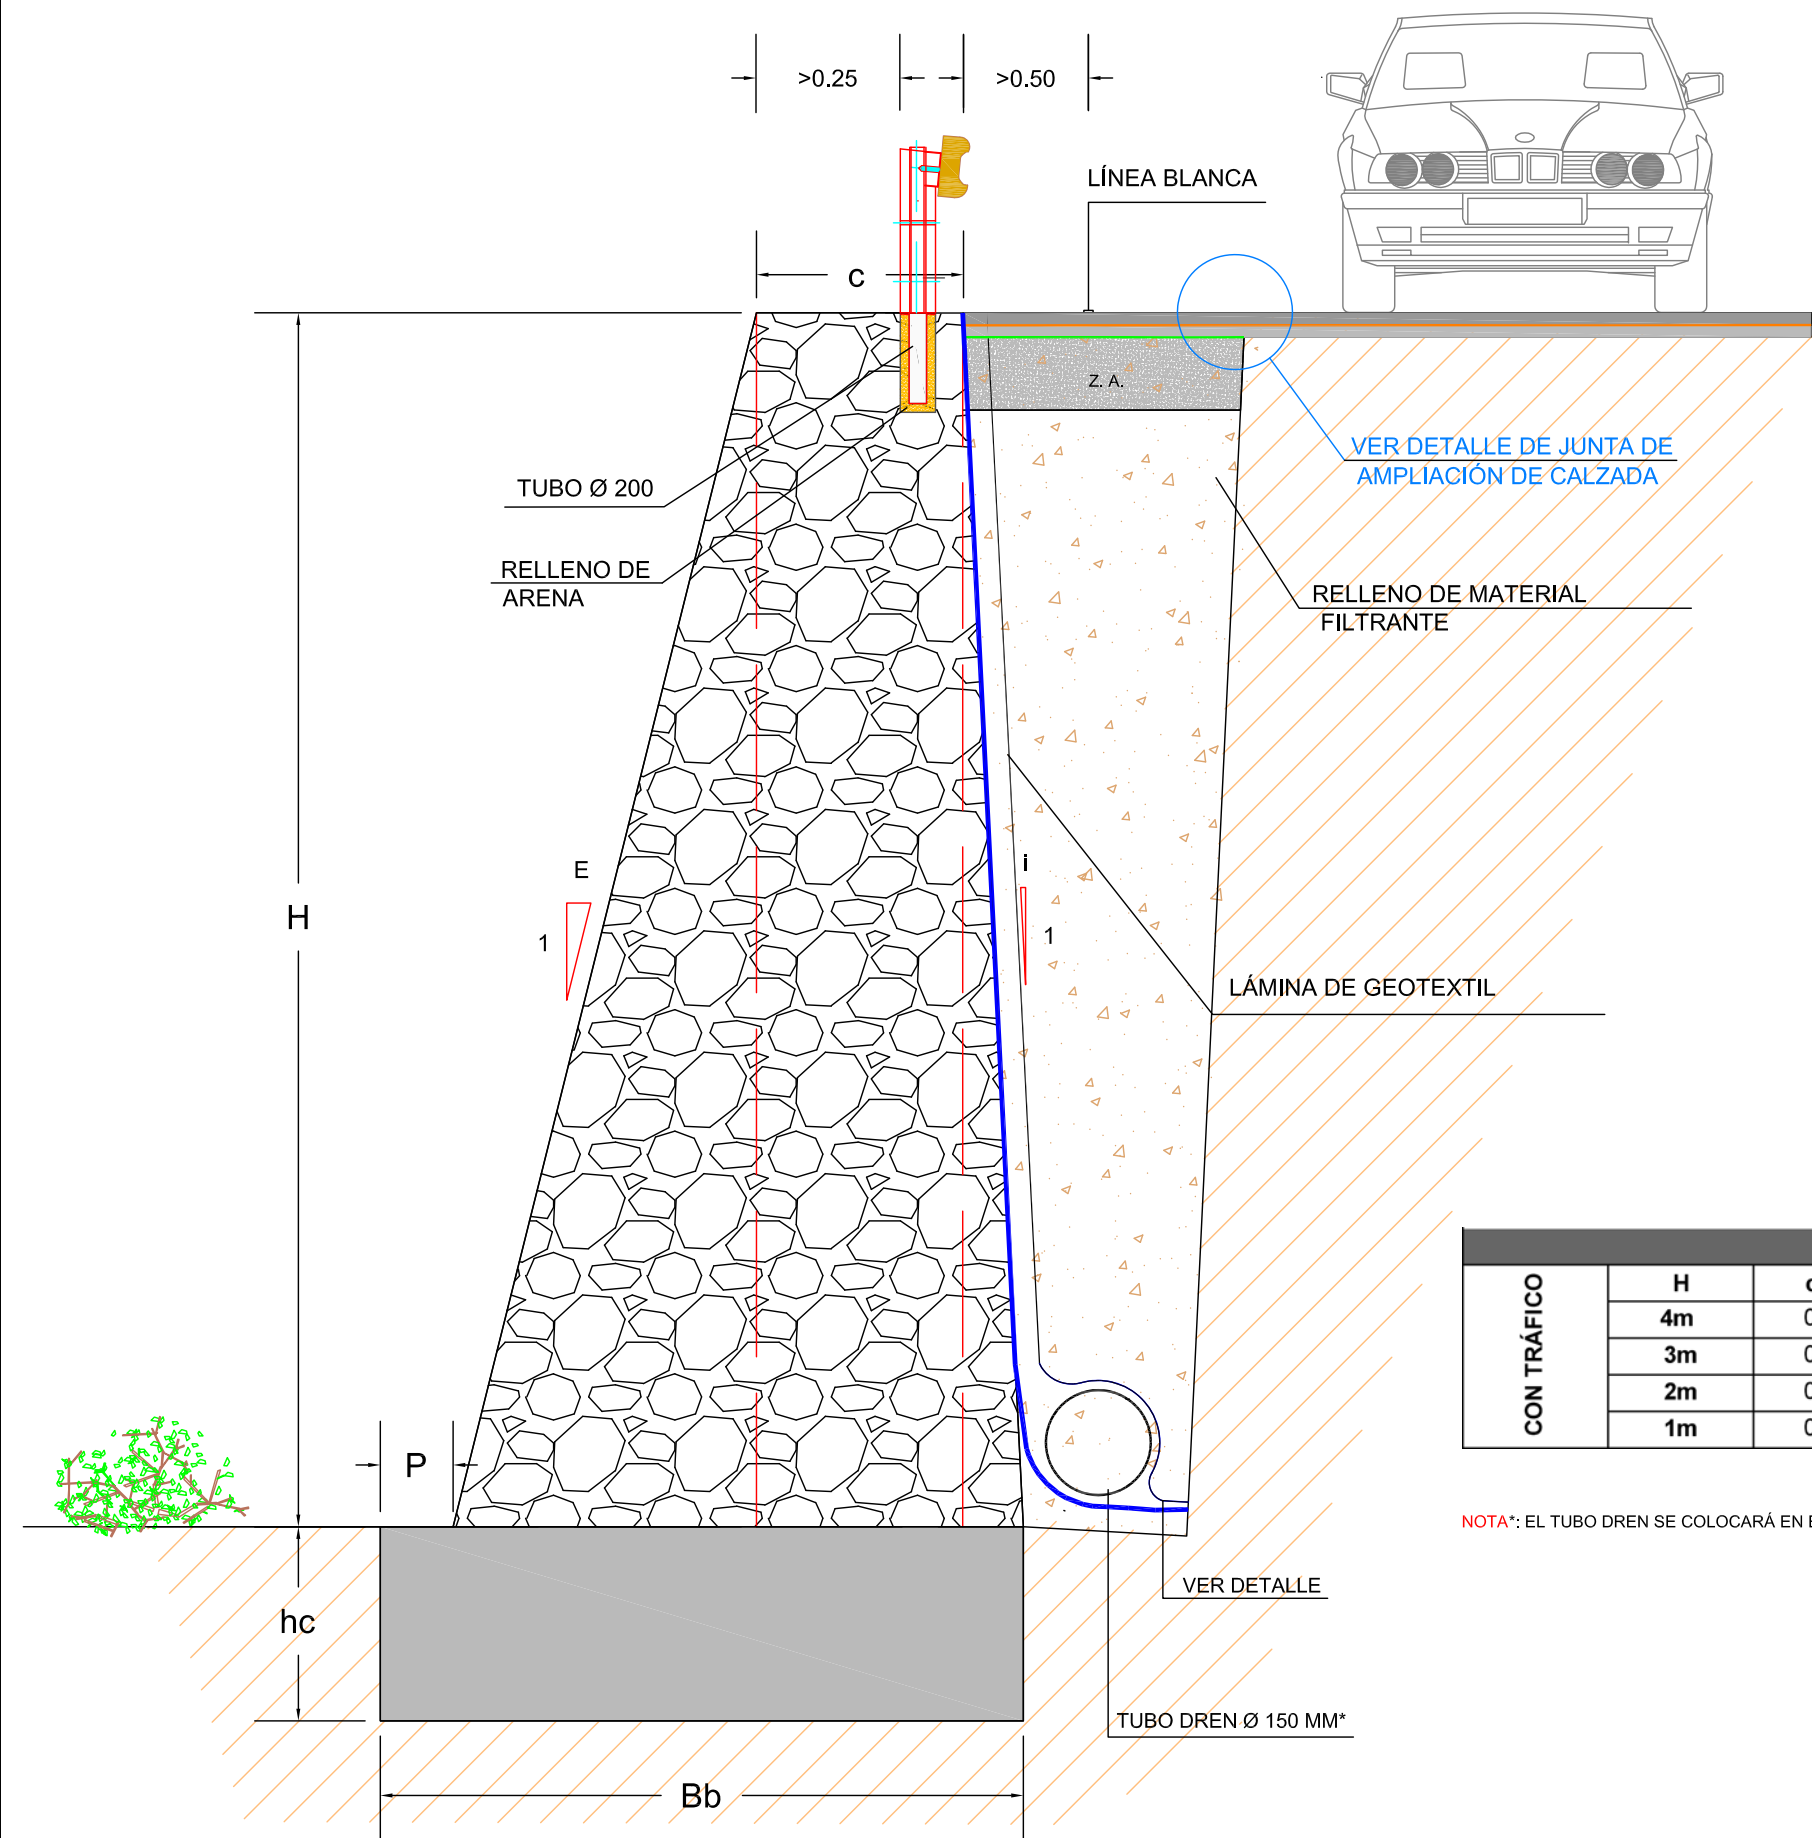 >0.25
>0.50
LÍNEA BLANCA
c
Z. A.
VER DETALLE DE JUNTA DE
AMPLIACIÓN DE CALZADA
TUBO Ø 200
RELLENO DE
ARENA
RELLENO DE MATERIAL
FILTRANTE
E
1
i
1
H
LÁMINA DE GEOTEXTIL
CON TRÁFICO
H
4m
3m
2m
1m
P
NOTA*: EL TUBO DREN SE COLOCARÁ EN
VER DETALLE
hc
TUBO DREN Ø 150 MM*
Bb